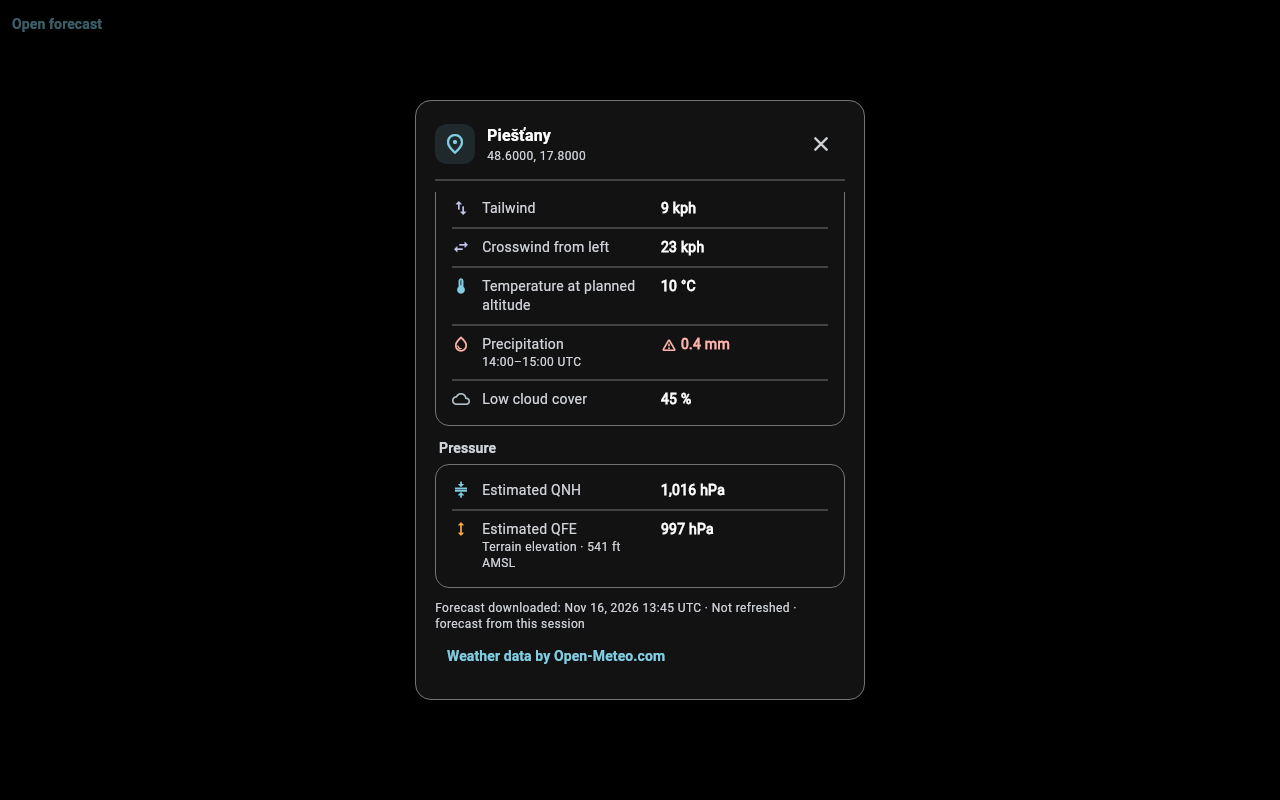 Open forecast
Piešťany
48.6000, 17.8000
Tailwind 9 kph
Crosswind from left 23 kph
Temperature at planned 10 °C
altitude
Precipitation 0.4 mm
14:00–15:00 UTC
Low cloud cover 45 %
Pressure
Estimated QNH 1,016 hPa
Estimated QFE 997 hPa
Terrain elevation · 541 ft
AMSL
Forecast downloaded: Nov 16, 2026 13:45 UTC · Not refreshed ·
forecast from this session
Weather data by Open-Meteo.com